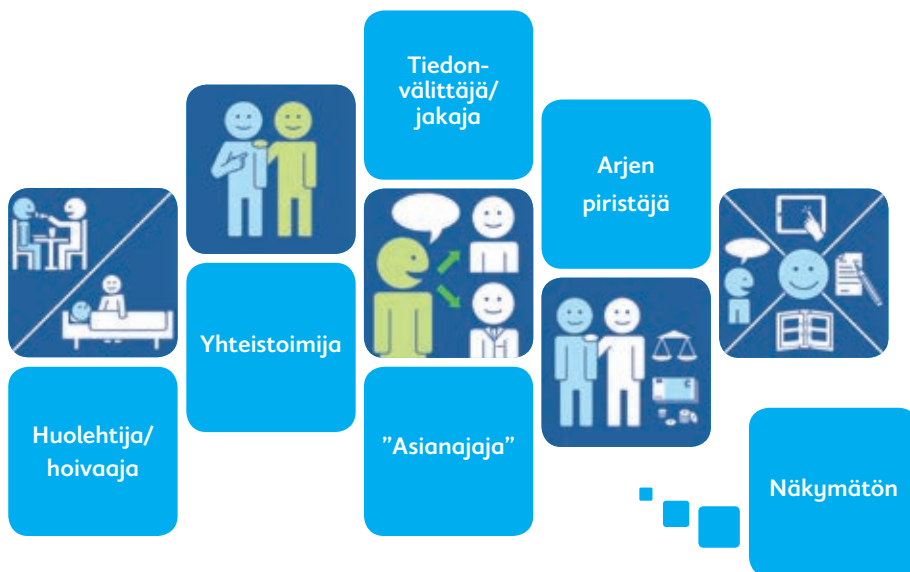 Tiedon-
välittäjä/
jakaja
Arjen
piristäjä
Yhteistoimija
Huolehtija/
hoivaaja
”Asianajaja”
Näkymätön